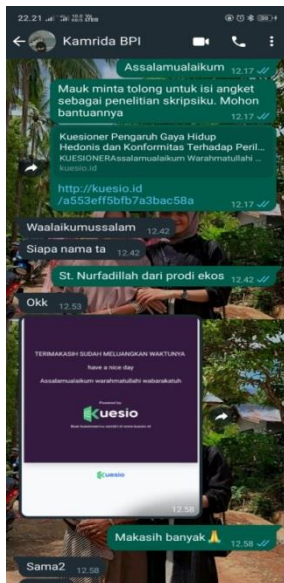 22.21
Kamrida BPI
Assalamualaikum 12.17
Mauk minta tolong untuk isi angket
sebagai penelitian skripsiku. Mohon
bantuannya 12.17
Kuesioner Pengaruh Gaya Hidup
Hedonis dan Konformitas Terhadap Peril...
KUESIONERAssalamualaikum Warahmatullahi ...
kuesio.id
http://kuesio.id
/a553eff5bfb7a3bac58a 12.17
Waalaikumussalam 12.42
Siapa nama ta 12.42
St. Nurfadillah dari prodi ekos 12.42
Okk 12.53
TERIMAKASIH SUDAH MELUANGKAN WAKTUNYA
have a nice day
Assalamualaikum warahmatullahi wabarakatuh
Powered by
Kuesio
Kuesio
12.58
Makasih banyak🙏 12.58
Sama2 12.58